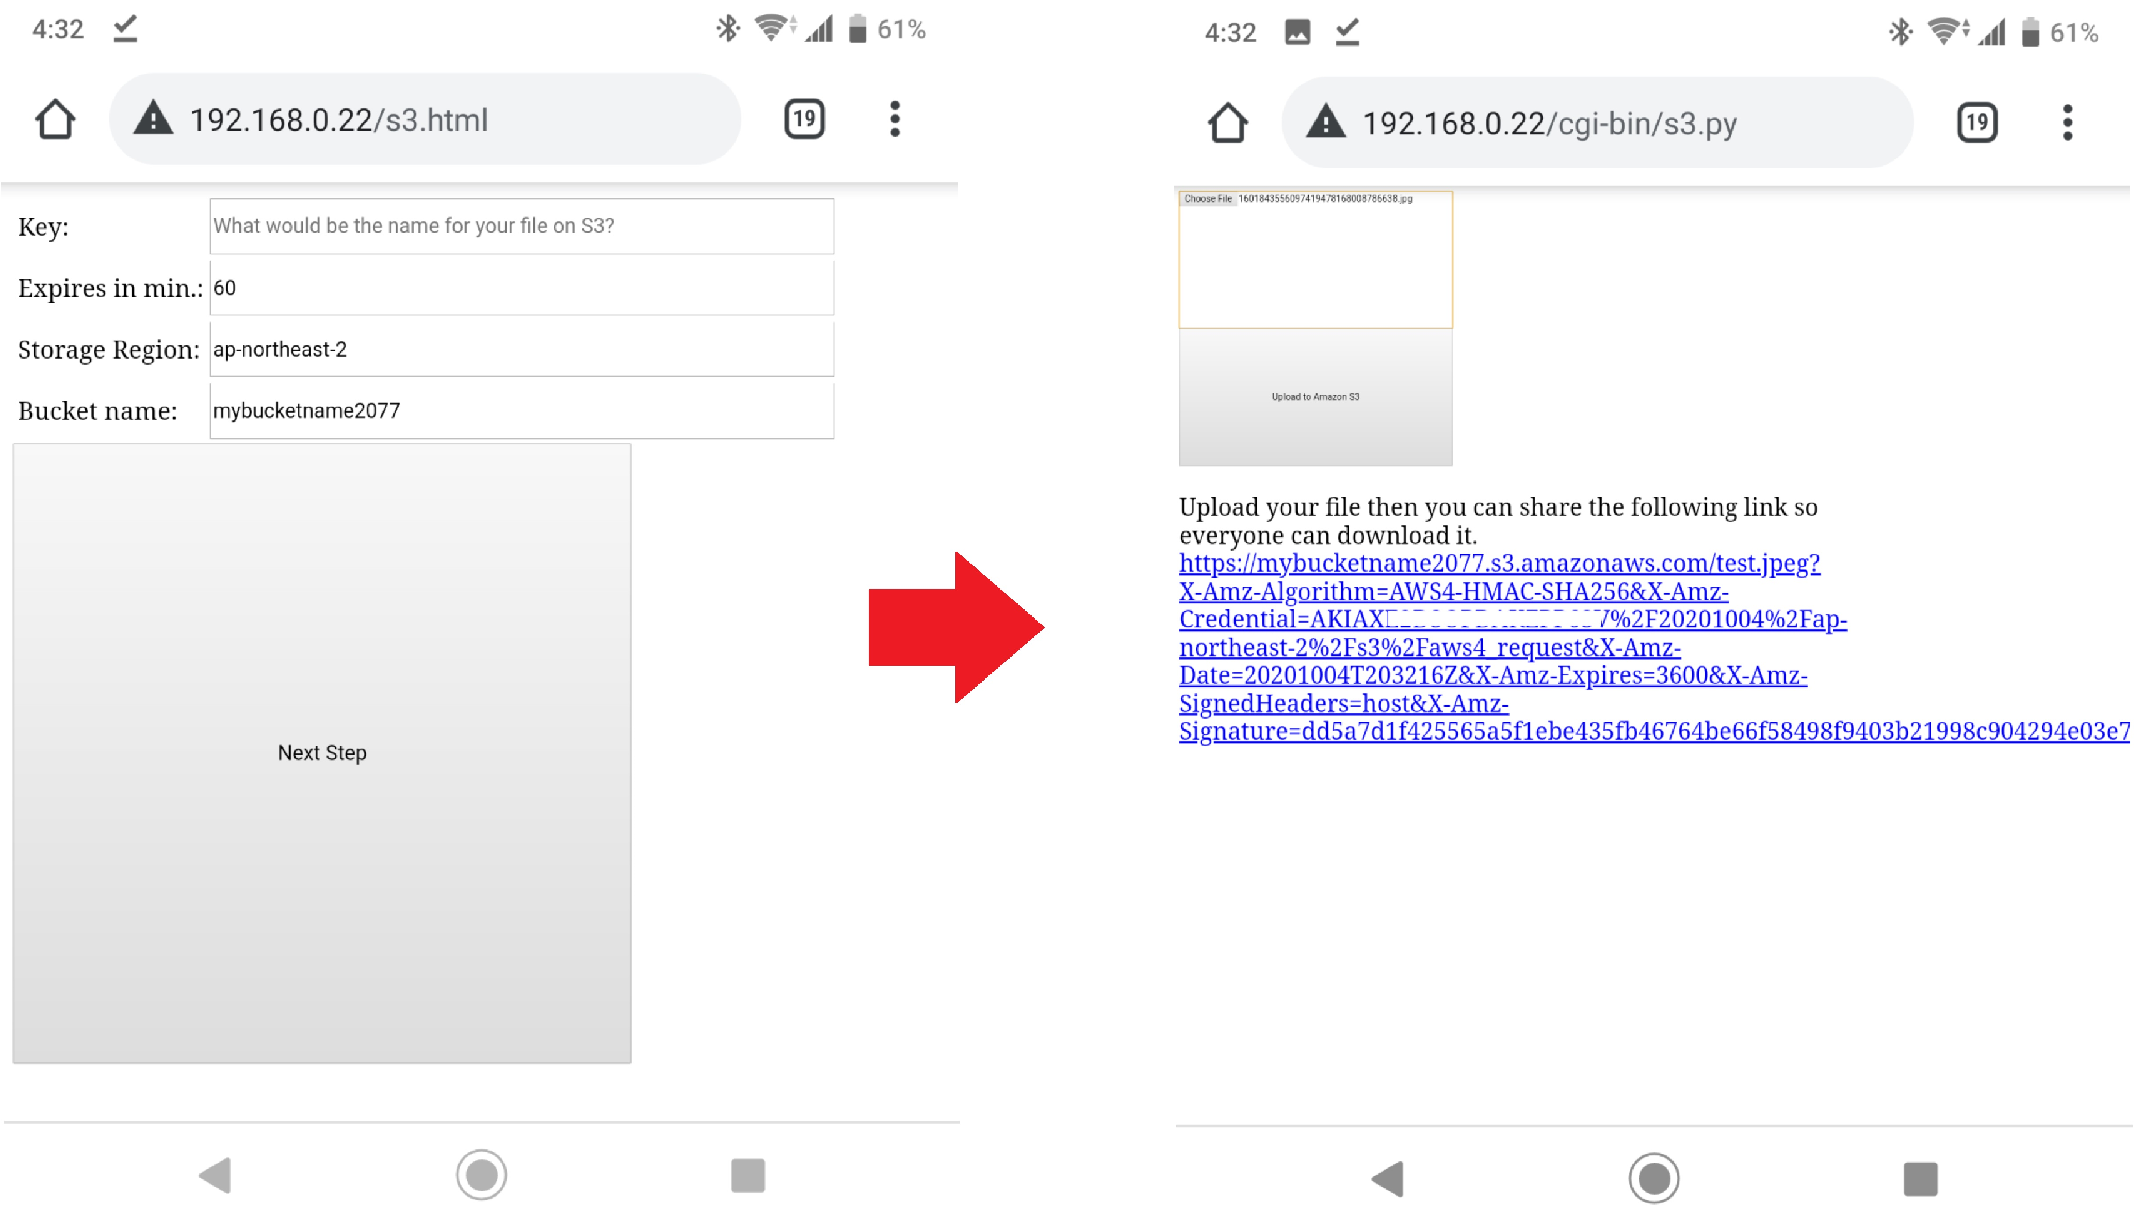 4:32
61%
192.168.0.22/s3.html
19
Key:
What would be the name for your file on S3?
Expires in min.:
60
Storage Region:
ap-northeast-2
Bucket name:
mybucketname2077
Next Step
4:32
61%
192.168.0.22/cgi-bin/s3.py
19
Choose File 1601843556097419478168008786638.jpg
Upload to Amazon S3
Upload your file then you can share the following link so
everyone can download it.
https://mybucketname2077.s3.amazonaws.com/test.jpeg?
X-Amz-Algorithm=AWS4-HMAC-SHA256&X-Amz-
Credential=AKIAX V%2F20201004%2Fap-
northeast-2%2Fs3%2Faws4_request&X-Amz-
Date=20201004T203216Z&X-Amz-Expires=3600&X-Amz-
SignedHeaders=host&X-Amz-
Signature=dd5a7d1f425565a5f1ebe435fb46764be66f58498f9403b21998c904294e03e7